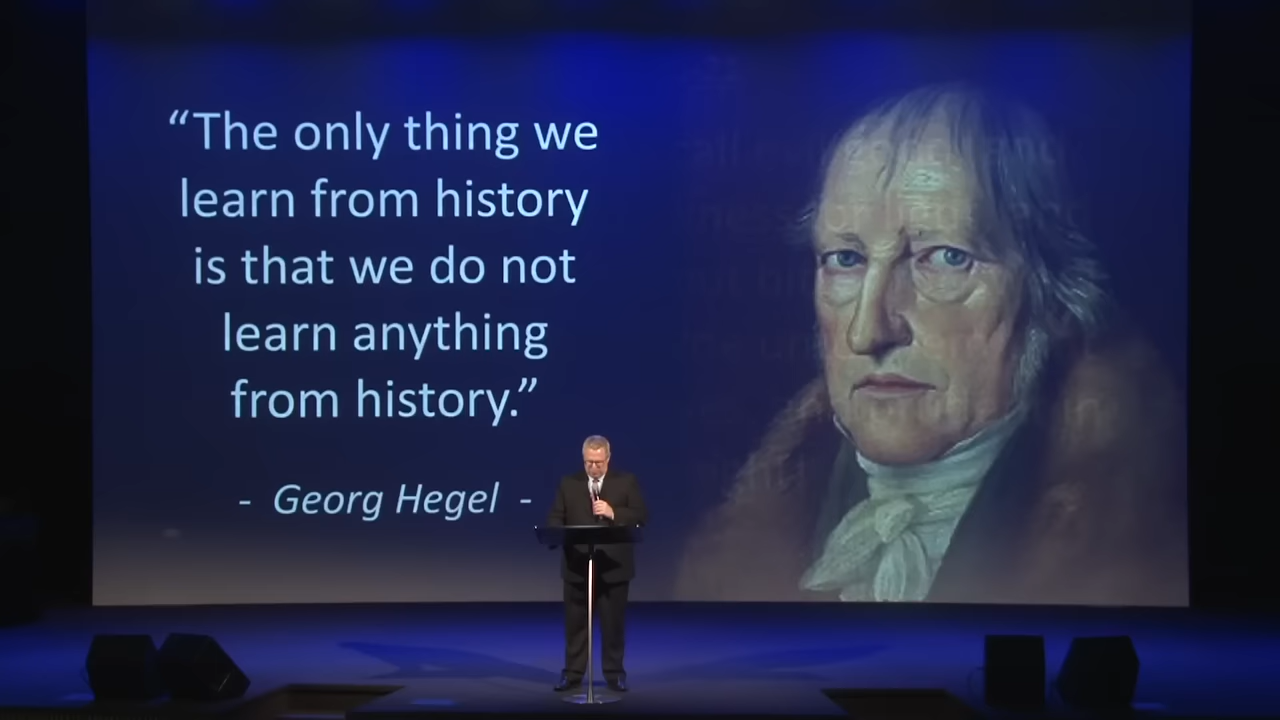 “The only thing we
learn from history
is that we do not
learn anything
from history.”
- Georg Hegel -